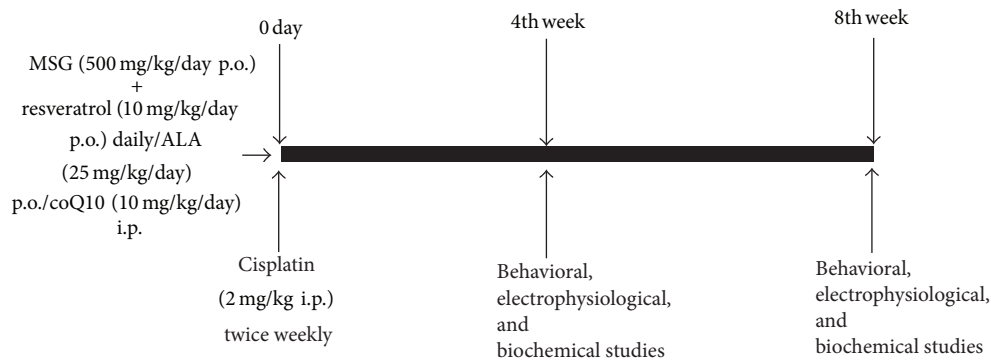 0 day
4th week
8th week
MSG (500 mg/kg/day p.o.)
+
resveratrol (10 mg/kg/day
p.o.) daily/ALA
(25 mg/kg/day)
p.o./coQ10 (10 mg/kg/day)
i.p.
Cisplatin
(2 mg/kg i.p.)
twice weekly
Behavioral,
electrophysiological,
and
biochemical studies
Behavioral,
electrophysiological,
and
biochemical studies